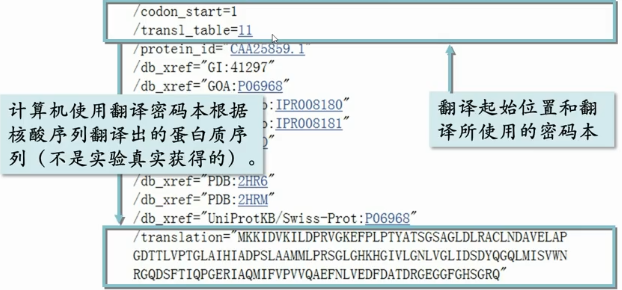 /codon_start=1
/transl_table=11
/protein_id="CAA25859.1"
/db_xref="GI:41297"
/db_xref="GOA:P06968"
:IPR008180"
:IPR008181"
计算机使用翻译密码本根据
核酸序列翻译出的蛋白质序
列（不是实验真实获得的）。
翻译起始位置和翻
译所使用的密码本
/db_xref="PDB:2HR6"
/db_xref="PDB:2HRM"
/db_xref="UniProtKB/Swiss-Prot:P06968"
/translation="MKKIDVKILDPRVGKEFPLPTYATSGSAGLDLRACLNDAVELAP
GDTTLVPTGLAIHIADPSLAAMMLPRSGLGHKHGIVLGNLVGLIDSDYQGQLMISVWN
RGQDSFTIQPGERIAQMIFVPVVQAEFNLVEDFDATDRGEGGFGHSGRQ"